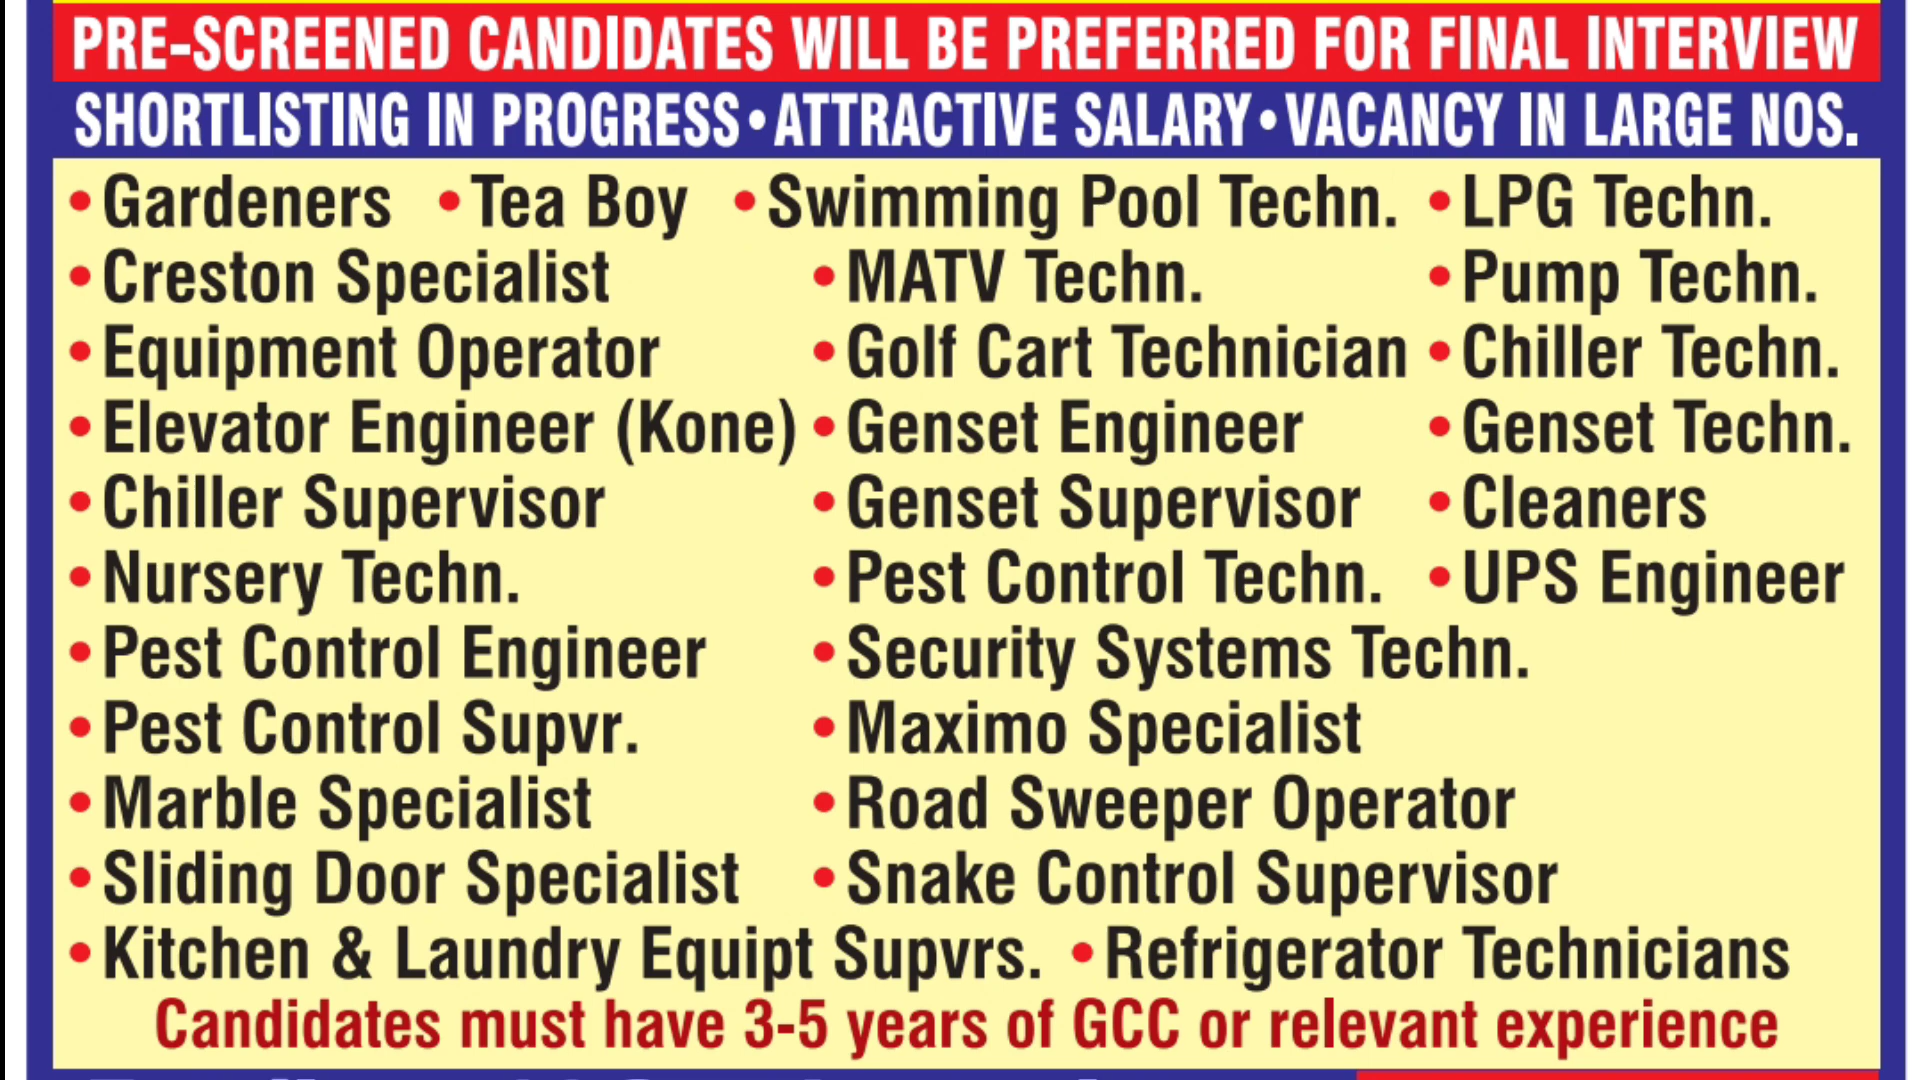 PRE-SCREENED CANDIDATES WILL BE PREFERRED FOR FINAL INTERVIEW
SHORTLISTING IN PROGRESS • ATTRACTIVE SALARY • VACANCY IN LARGE NOS.
• Gardeners • Tea Boy • Swimming Pool Techn. • LPG Techn.
• Creston Specialist • MATV Techn. • Pump Techn.
• Equipment Operator • Golf Cart Technician • Chiller Techn.
• Elevator Engineer (Kone) • Genset Engineer • Genset Techn.
• Chiller Supervisor • Genset Supervisor • Cleaners
• Nursery Techn. • Pest Control Techn. • UPS Engineer
• Pest Control Engineer • Security Systems Techn.
• Pest Control Supvr. • Maximo Specialist
• Marble Specialist • Road Sweeper Operator
• Sliding Door Specialist • Snake Control Supervisor
• Kitchen & Laundry Equipt Supvrs. • Refrigerator Technicians
Candidates must have 3-5 years of GCC or relevant experience